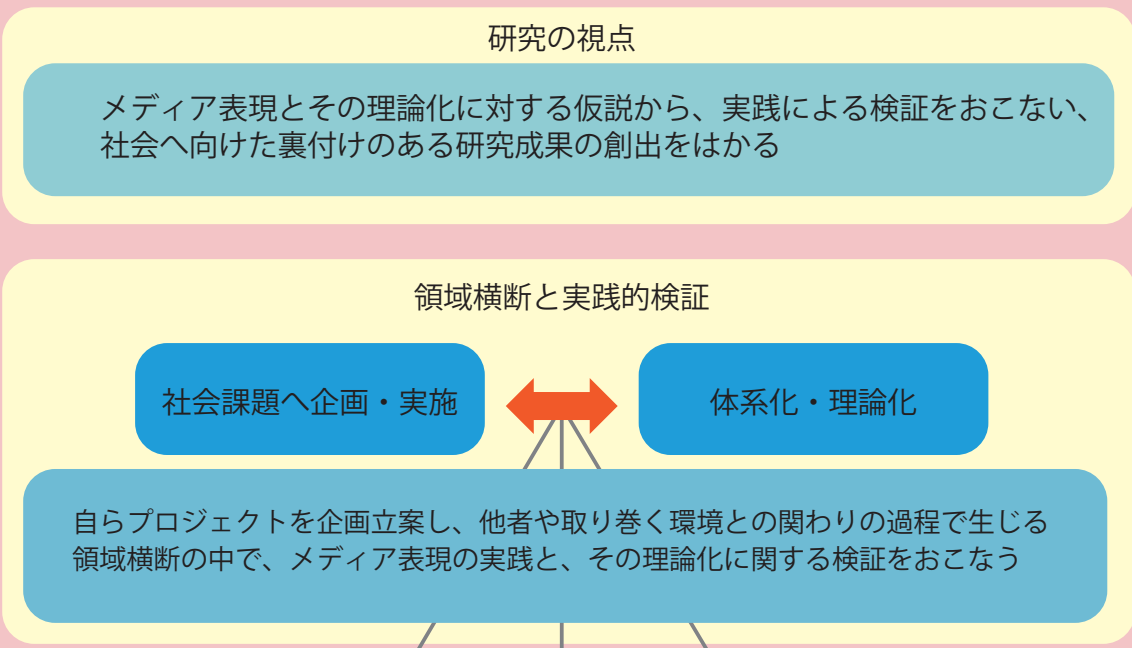 研究の視点
メディア表現とその理論化に対する仮説から、実践による検証をおこない、
社会へ向けた裏付けのある研究成果の創出をはかる
領域横断と実践的検証
社会課題へ企画・実施
体系化・理論化
自らプロジェクトを企画立案し、他者や取り巻く環境との関わりの過程で生じる
領域横断の中で、メディア表現の実践と、その理論化に関する検証をおこなう